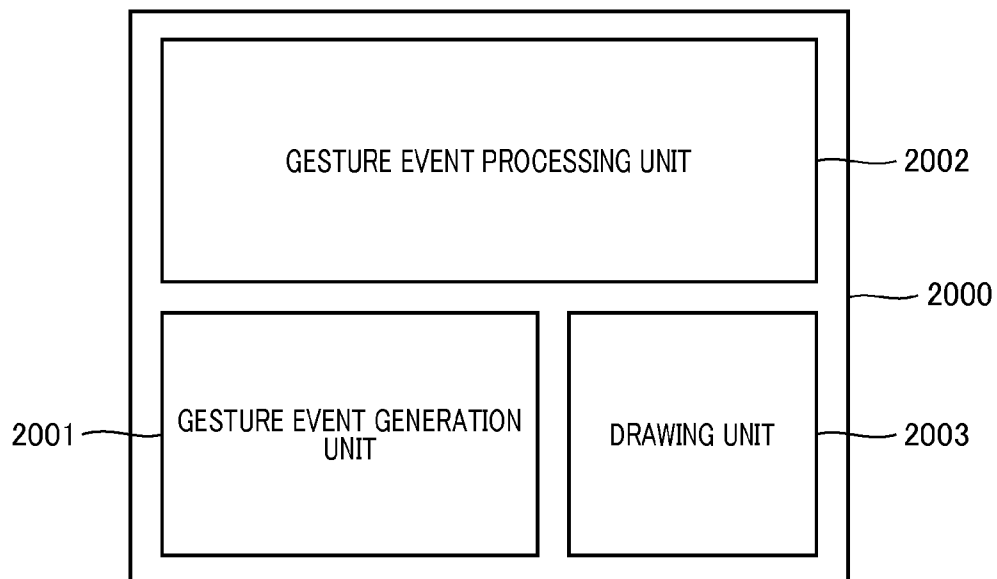 GESTURE EVENT PROCESSING UNIT
2002
2000
GESTURE EVENT GENERATION
UNIT
2001
DRAWING UNIT
2003